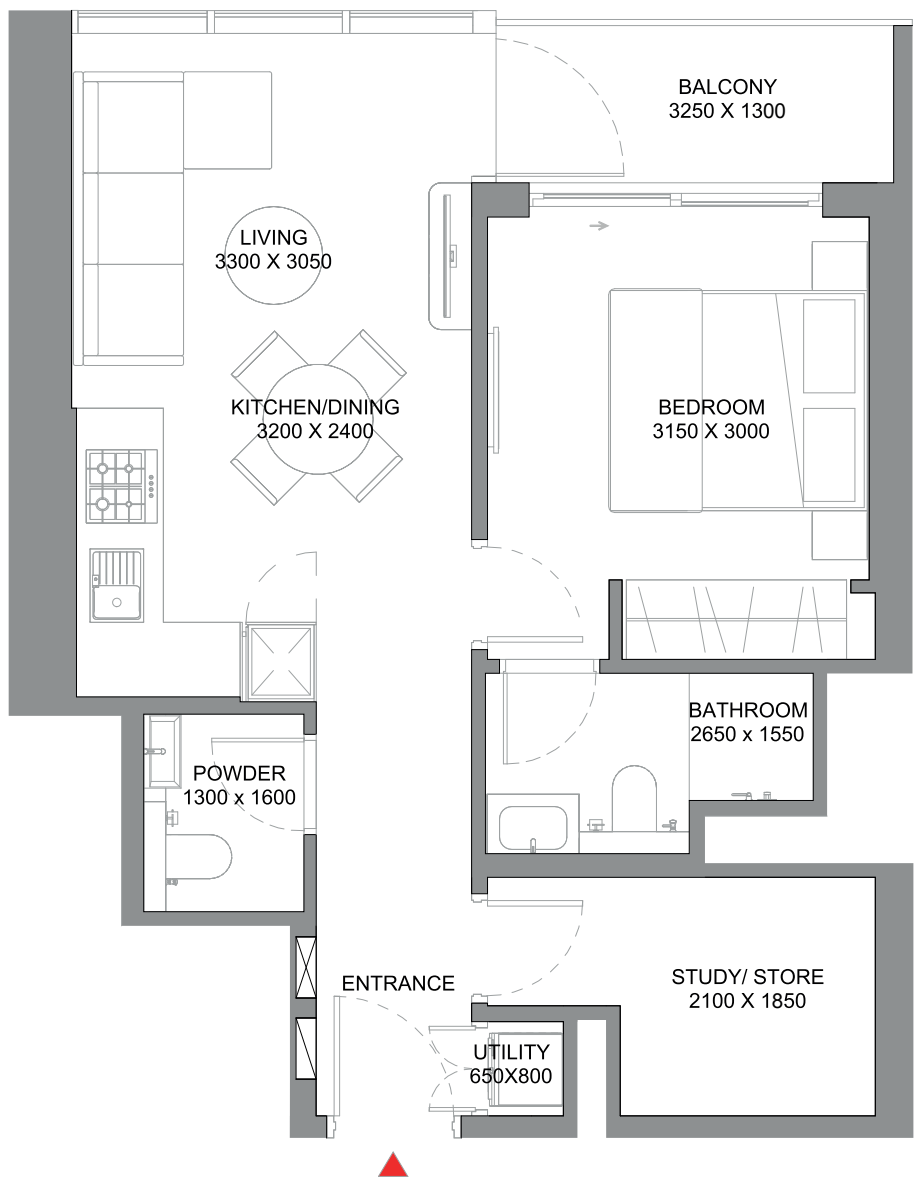 BALCONY
3250 X 1300
LIVING
3300 X 3050
KITCHEN/DINING
3200 X 2400
BEDROOM
3150 X 3000
BATHROOM
2650 x 1550
POWDER
1300 x 1600
ENTRANCE
STUDY/ STORE
2100 X 1850
UTILITY
650X800